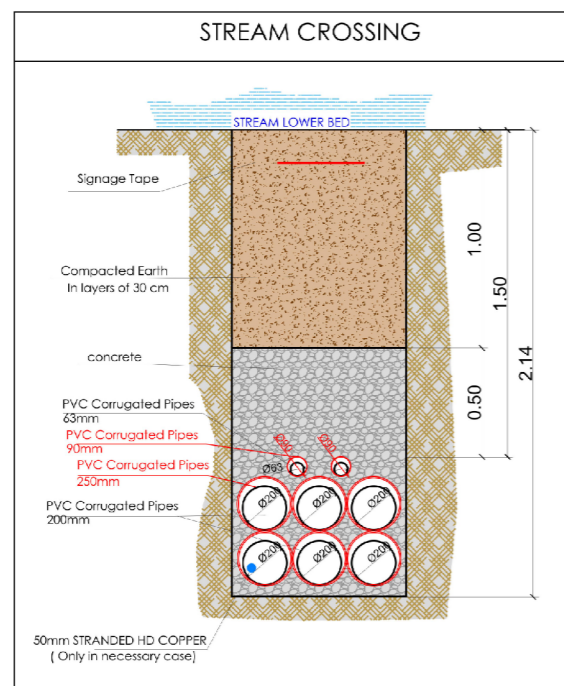 STREAM CROSSING
STREAM LOWER BED
Signage Tape
1.00
1.50
Compacted Earth
In layers of 30 cm
2.14
concrete
0.50
PVC Corrugated Pipes
63mm
PVC Corrugated Pipes
90mm
Ø90
Ø90
Ø63
PVC Corrugated Pipes
250mm
Ø200
Ø200
Ø200
PVC Corrugated Pipes
200mm
Ø200
Ø200
Ø200
50mm STRANDED HD COPPER
( Only in necessary case)